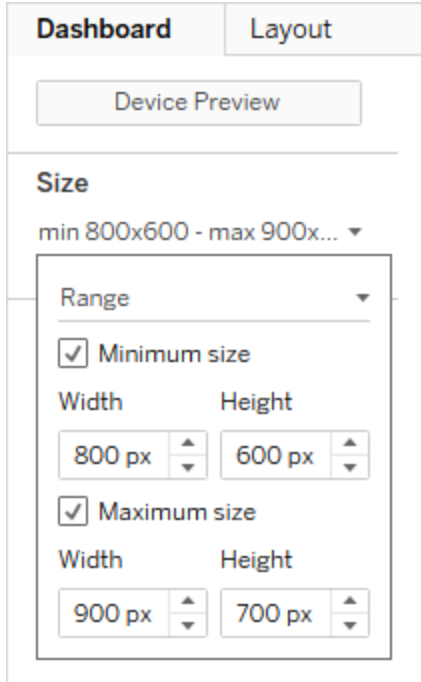 Dashboard Layout
Device Preview
Size
min 800x600 - max 900x...
Range
Minimum size
Width Height
800 px 600 px
Maximum size
Width Height
900 px 700 px